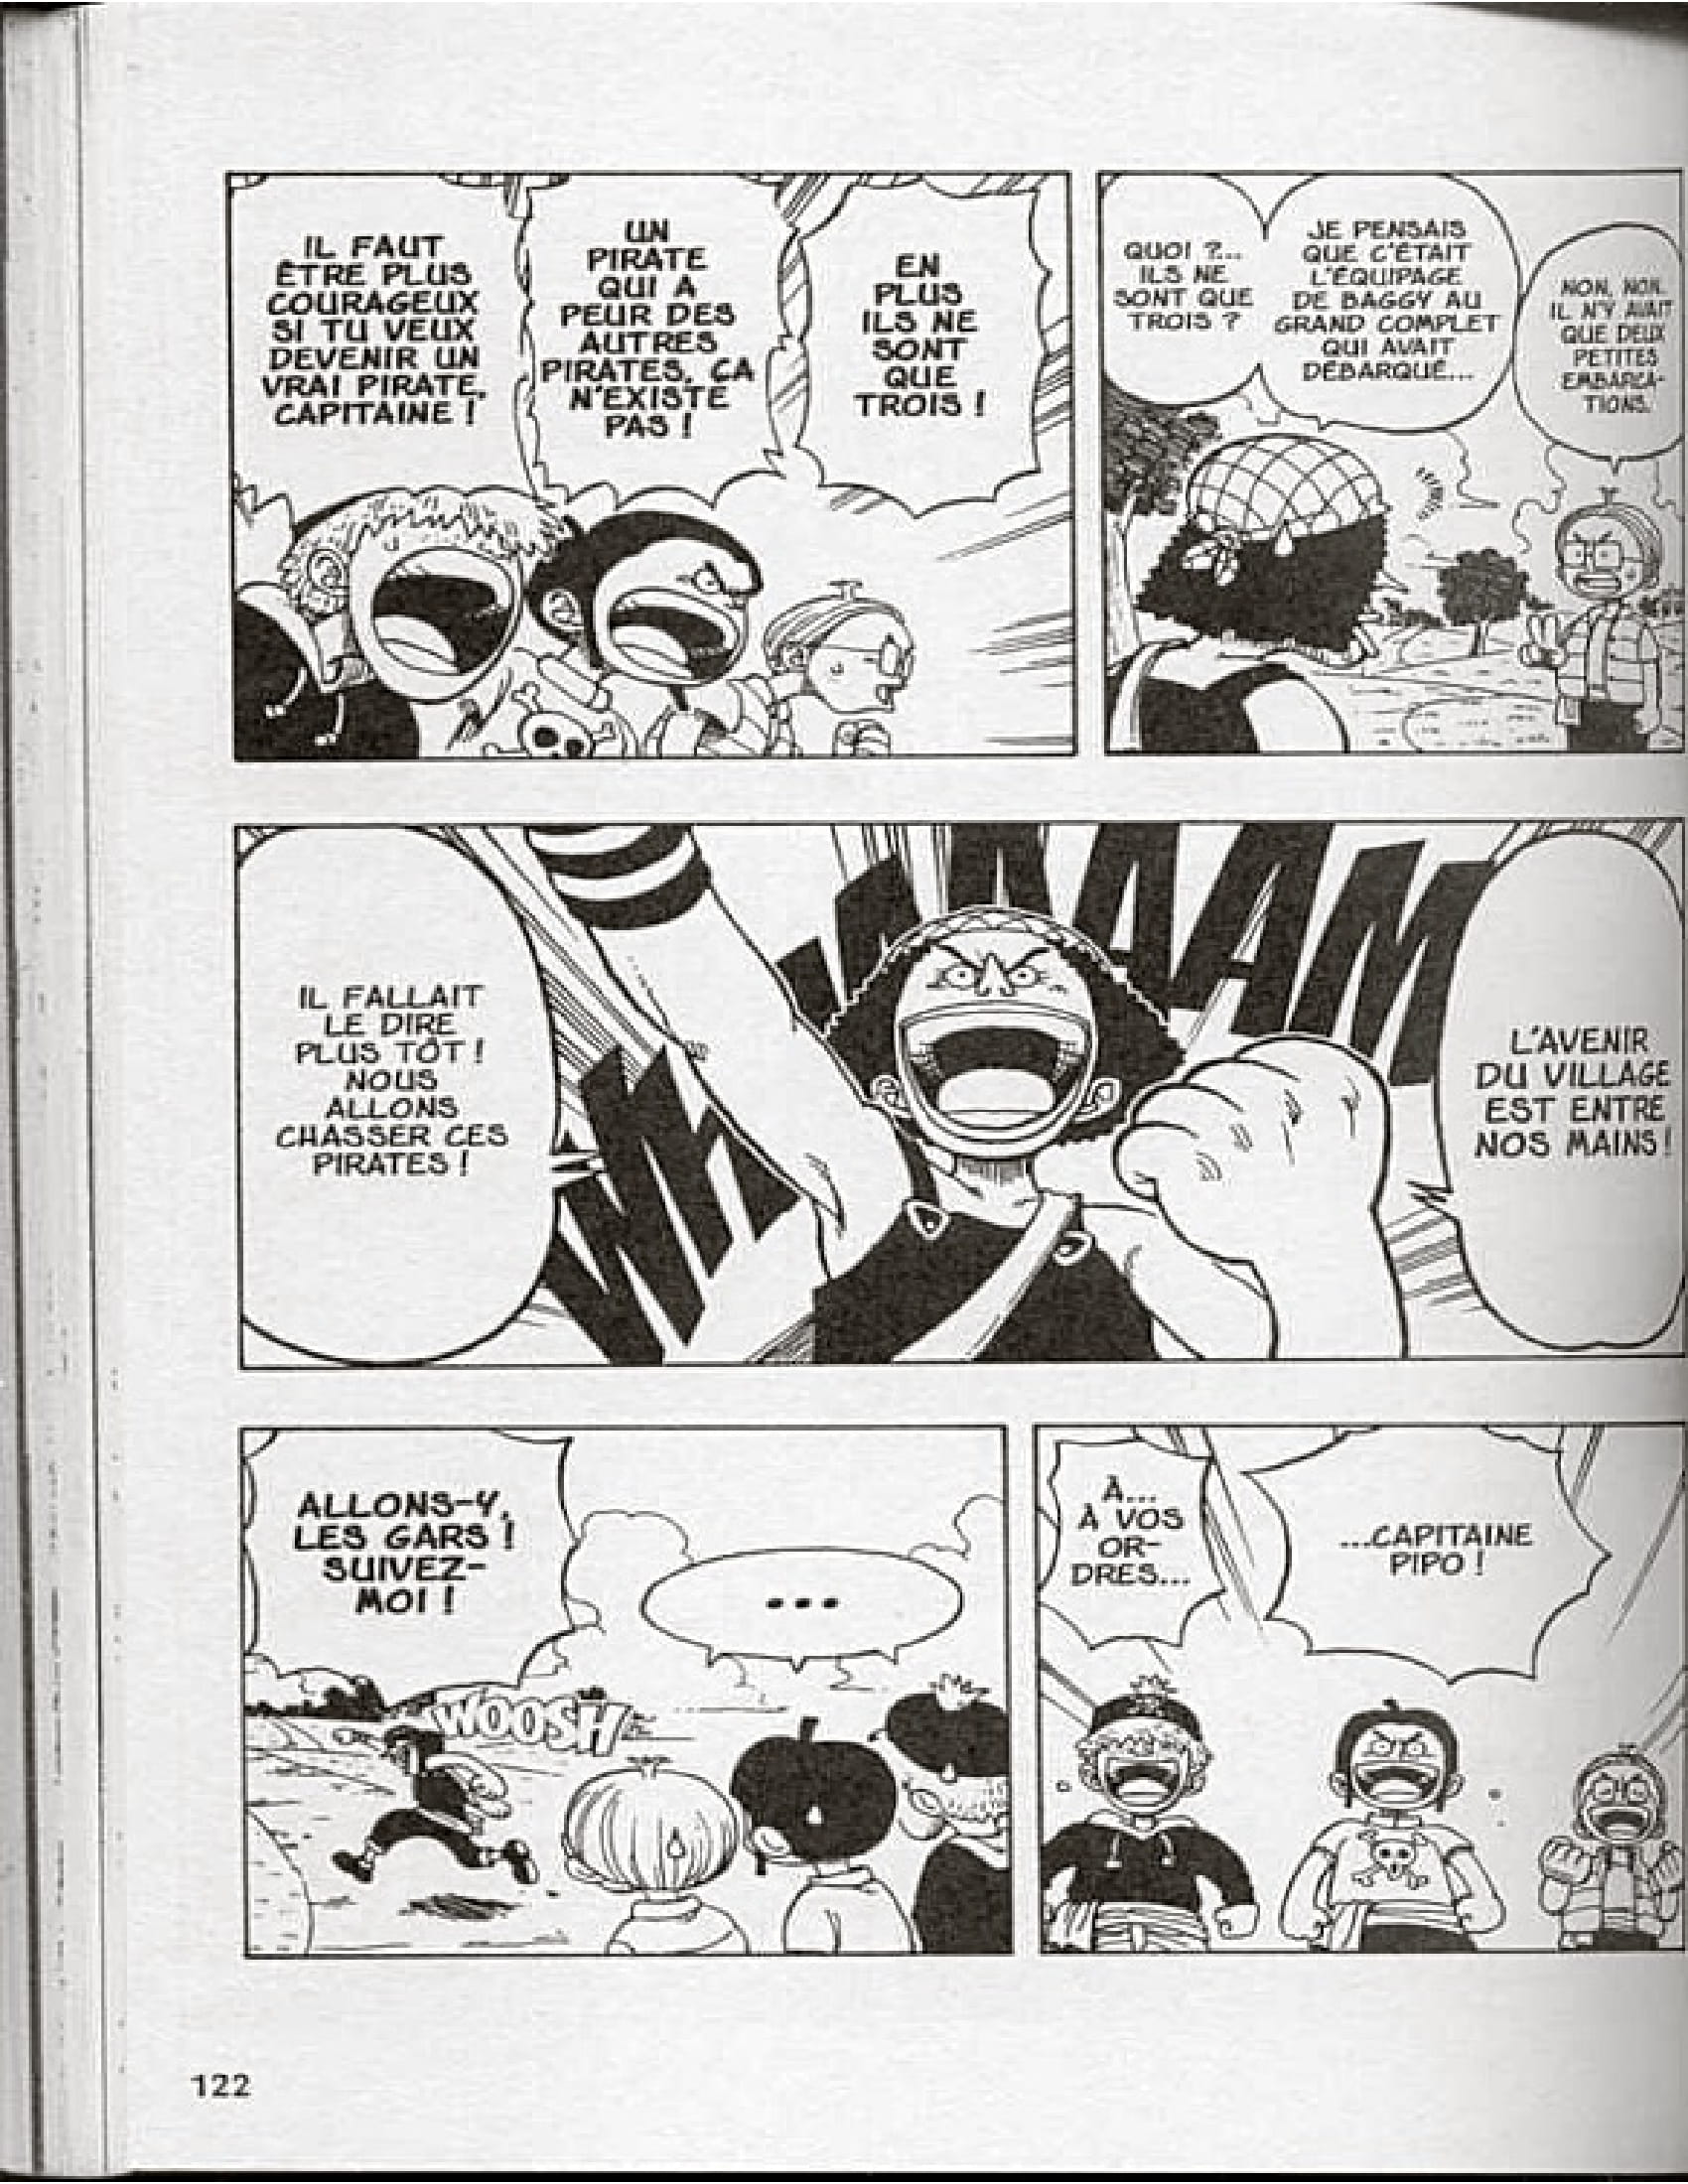 NON, NON.
IL N'Y AVAIT
QUE DEUX
PETITES
EMBARCA-
TIONS.
JE PENSAIS
QUE C'ÉTAIT
L'ÉQUIPAGE
DE BAGGY AU
GRAND COMPLET
QUI AVAIT
DÉBARQUÉ...
QUOI ?...
ILS NE
SONT QUE
TROIS ?
EN
PLUS
ILS NE
SONT
QUE
TROIS !
UN
PIRATE
QUI A
PEUR DES
AUTRES
PIRATES, ÇA
N'EXISTE
PAS !
IL FAUT
ÊTRE PLUS
COURAGEUX
SI TU VEUX
DEVENIR UN
VRAI PIRATE,
CAPITAINE !
L'AVENIR
DU VILLAGE
EST ENTRE
NOS MAINS !
IL FALLAIT
LE DIRE
PLUS TÔT !
NOUS
ALLONS
CHASSER CES
PIRATES !
À...
À VOS
OR-
DRES...
...CAPITAINE
PIPO !
...
ALLONS-Y,
LES GARS !
SUIVEZ-
MOI !
WOOSH
122